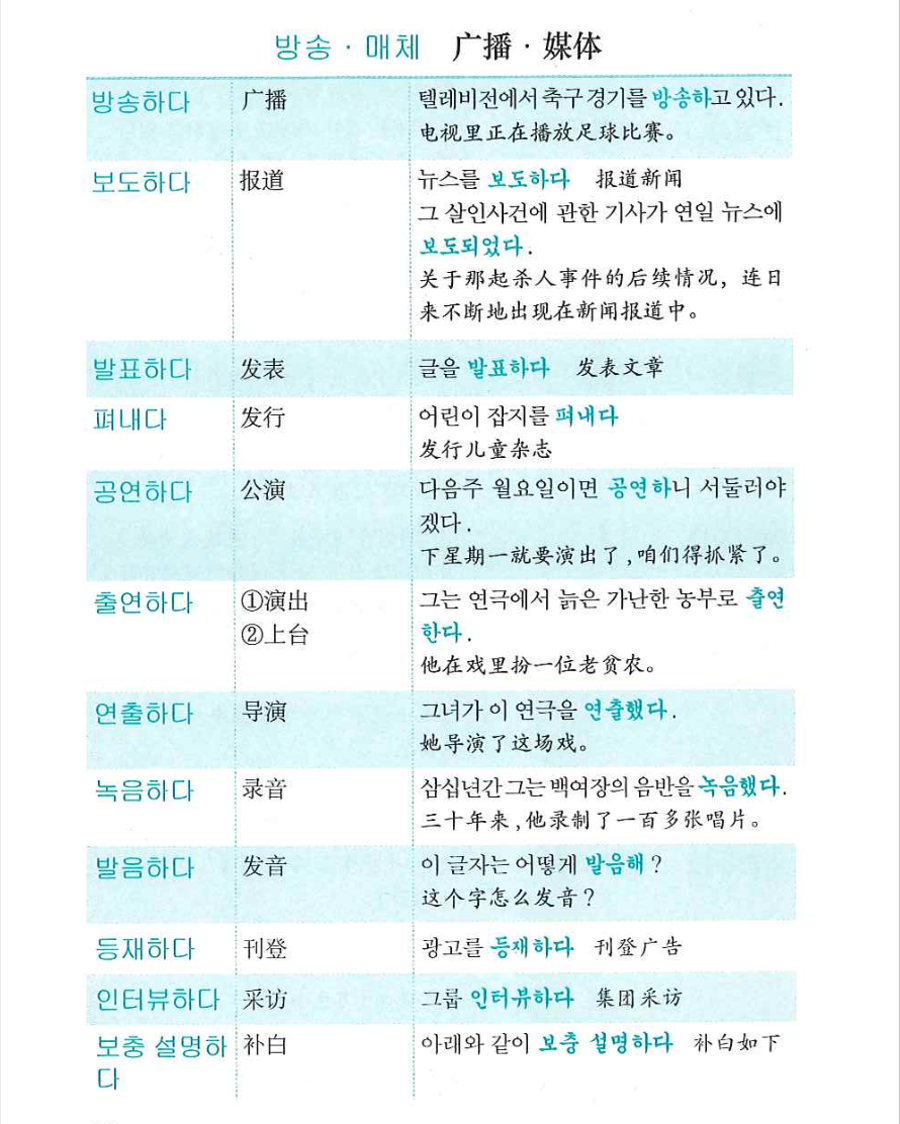 방송·매체 广播·媒体
방송하다 广播 텔레비전에서 축구 경기를 방송하고 있다.
电视里正在播放足球比赛。
보도하다 报道 뉴스를 보도하다 报道新闻
그 살인사건에 관한 기사가 연일 뉴스에
보도되었다.
关于那起杀人事件的后续情况，连日
来不断地出现在新闻报道中。
발표하다 发表 글을 발표하다 发表文章
펴내다 发行 어린이 잡지를 펴내다
发行儿童杂志
공연하다 公演 다음주 월요일이면 공연하니 서둘러야
겠다.
下星期一就要演出了,咱们得抓紧了。
출연하다 ①演出 그는 연극에서 늙은 가난한 농부로 출연
②上台 한다.
他在戏里扮一位老贫农。
연출하다 导演 그녀가 이 연극을 연출했다.
她导演了这场戏。
녹음하다 录音 삼십년간 그는 백여장의 음반을 녹음했다.
三十年来,他录制了一百多张唱片。
발음하다 发音 이 글자는 어떻게 발음해?
这个字怎么发音?
등재하다 刊登 광고를 등재하다 刊登广告
인터뷰하다 采访 그룹 인터뷰하다 集团采访
보충 설명하 补白 아래와 같이 보충 설명하다 补白如下
다